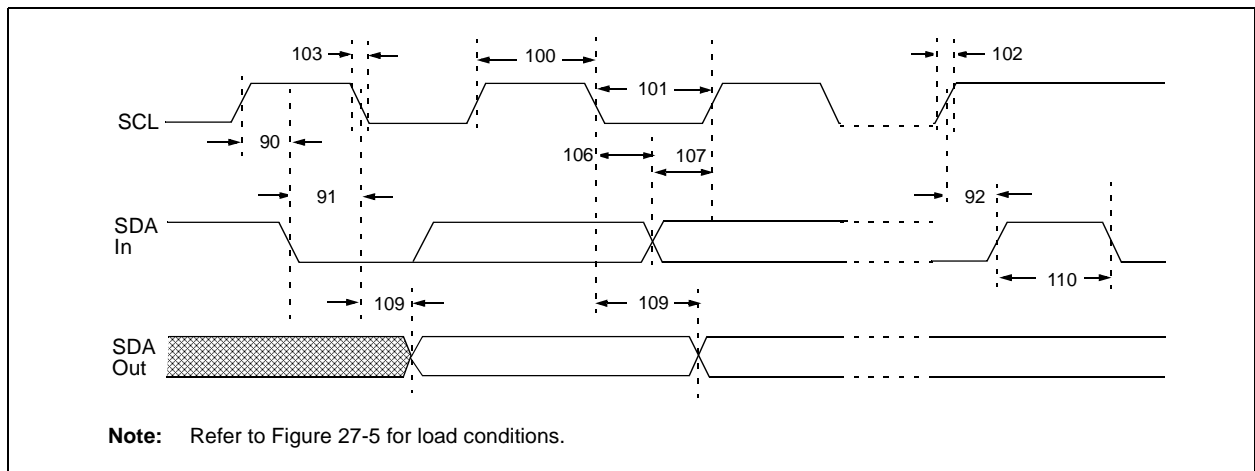 103
100
102
101
SCL
90
106
107
91
92
SDA
In
109
109
110
SDA
Out
Note: Refer to Figure 27-5 for load conditions.